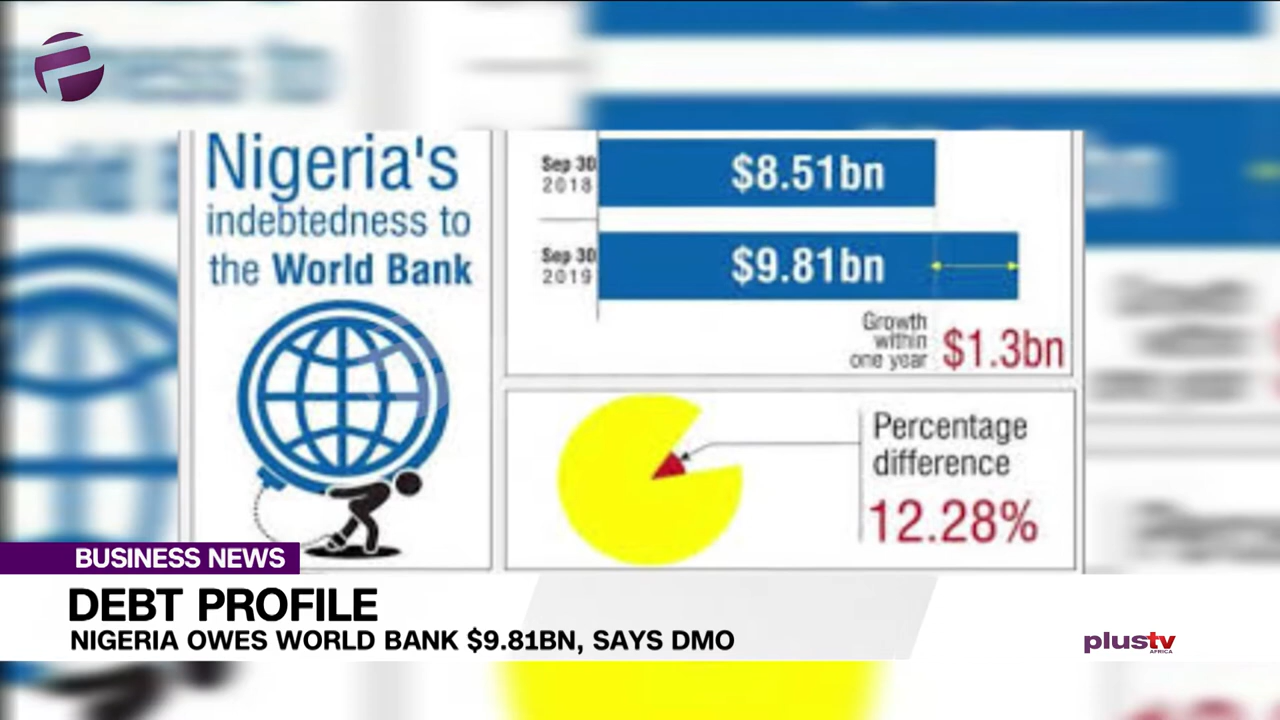 Nigeria's
indebtedness to
the World Bank
Sep 30
2018
$8.51bn
Sep 30
2019
$9.81bn
Growth
within
one year
$1.3bn
Percentage
difference
12.28%
BUSINESS NEWS
DEBT PROFILE
NIGERIA OWES WORLD BANK $9.81BN, SAYS DMO
plustv
AFRICA